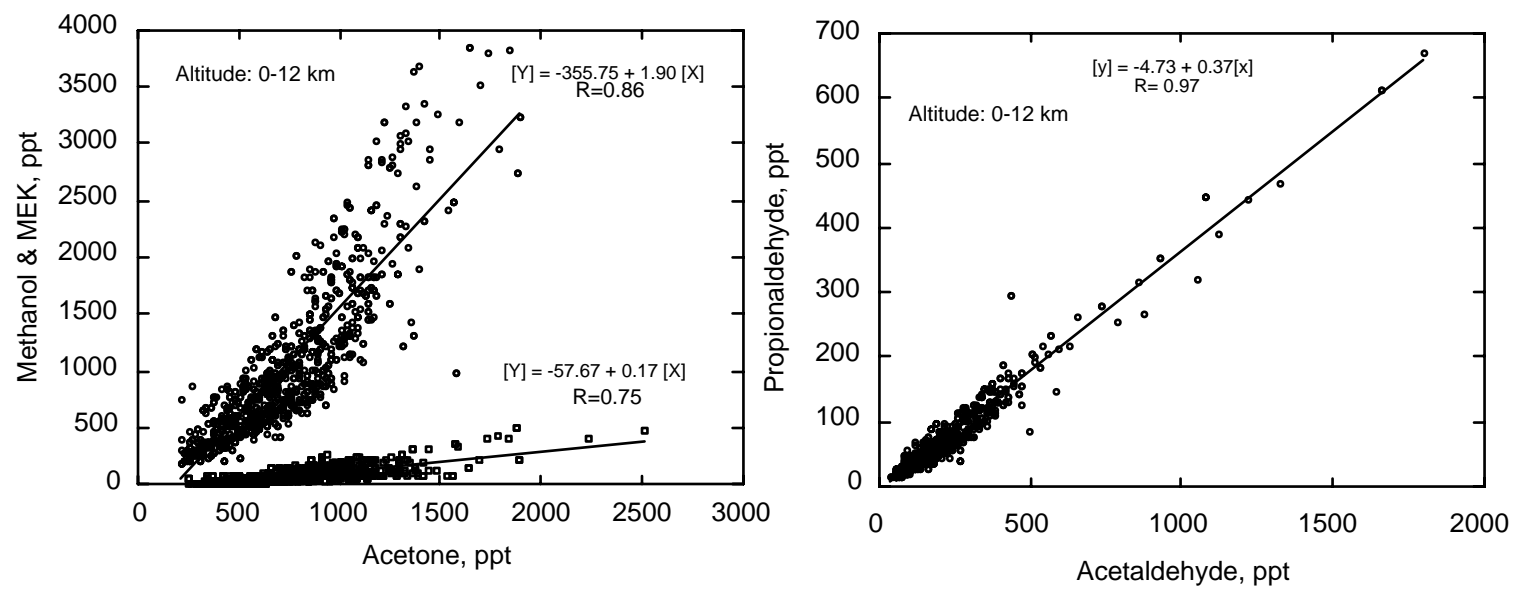 4000
3500
3000
2500
2000
1500
1000
500
0
Methanol & MEK, ppt
Altitude: 0-12 km
[Y] = -355.75 + 1.90 [X]
R=0.86
[Y] = -57.67 + 0.17 [X]
R=0.75
0 500 1000 1500 2000 2500 3000
Acetone, ppt
700
600
500
400
300
200
100
0
Propionaldehyde, ppt
[y] = -4.73 + 0.37[x]
R= 0.97
Altitude: 0-12 km
0 500 1000 1500 2000
Acetaldehyde, ppt